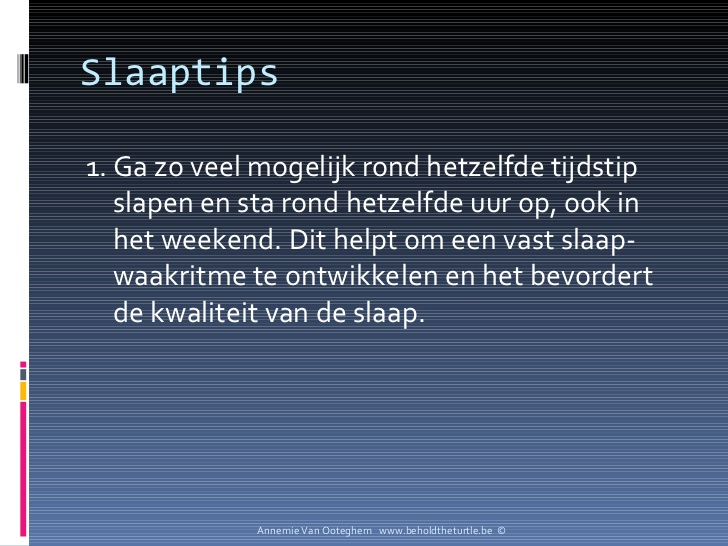 Slaaptips
1. Ga zo veel mogelijk rond hetzelfde tijdstip
slapen en sta rond hetzelfde uur op, ook in
het weekend. Dit helpt om een vast slaap-
waakritme te ontwikkelen en het bevordert
de kwaliteit van de slaap.
Annemie Van Ooteghem www.beholdtheturtle.be ©